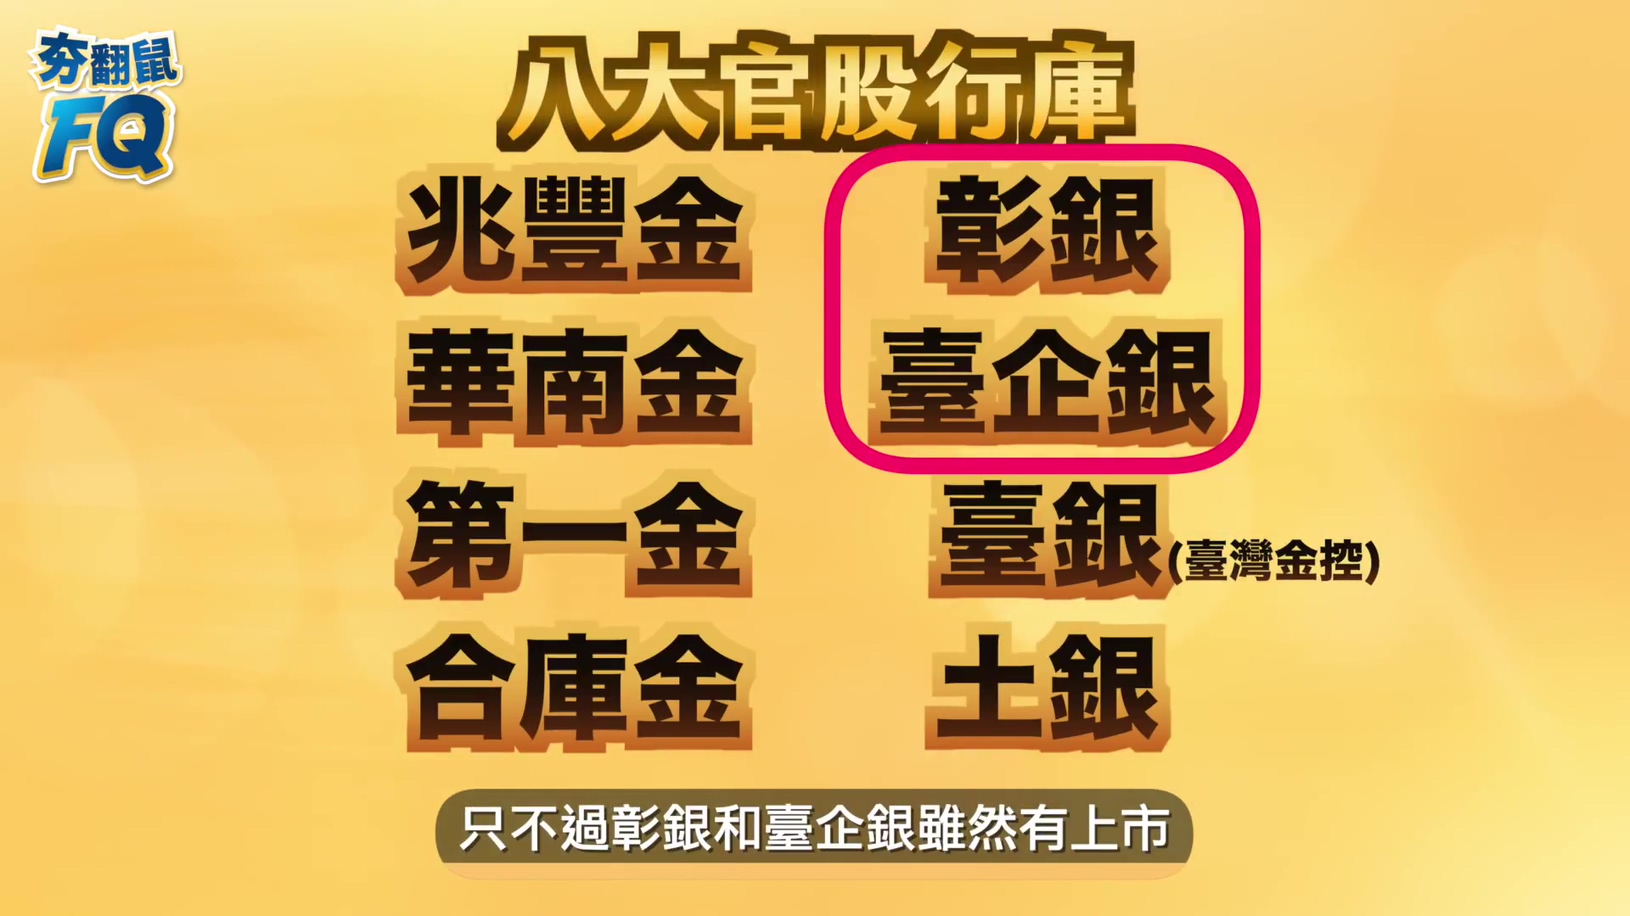 夯翻鼠
FQ
八大官股行庫
兆豐金
彰銀
華南金
臺企銀
第一金
臺銀(臺灣金控)
合庫金
土銀
只不過彰銀和臺企銀雖然有上市